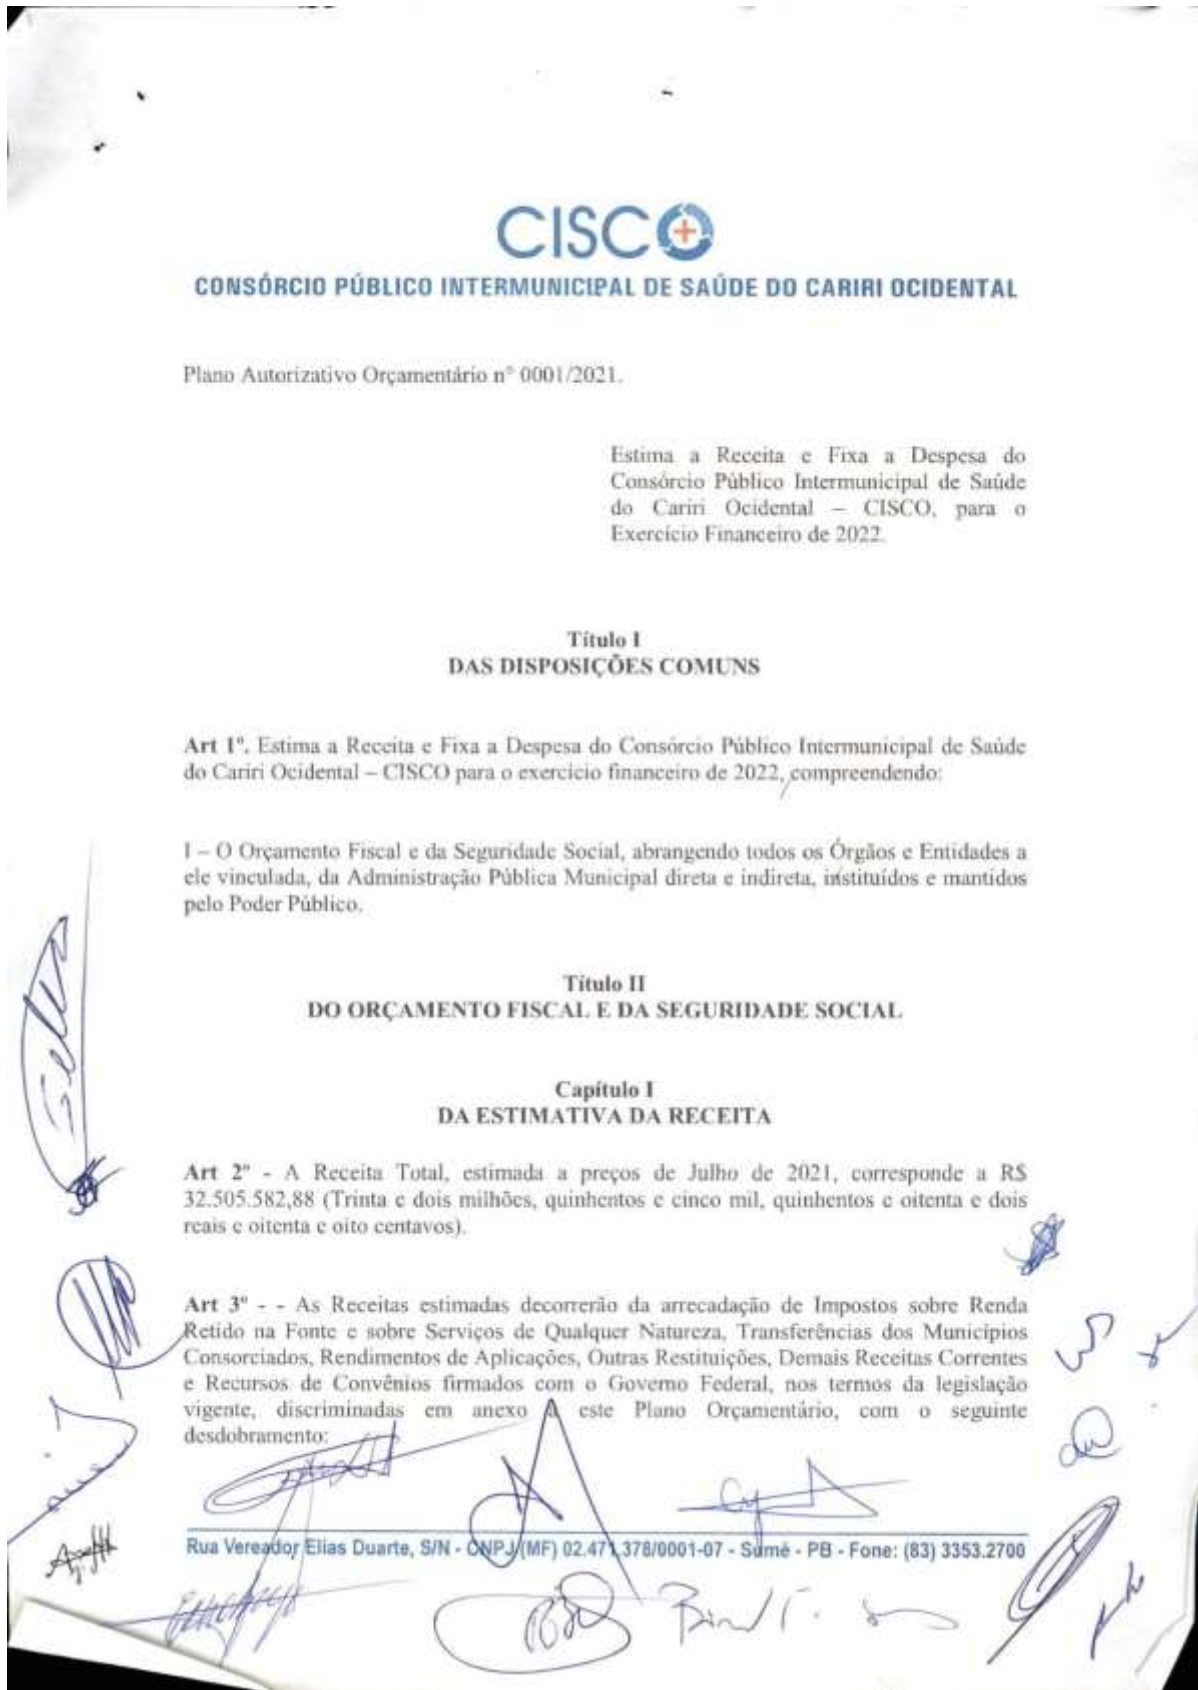 CISCO
CONSÓRCIO PÚBLICO INTERMUNICIPAL DE SAÚDE DO CARIRI OCIDENTAL
Plano Autorizativo Orçamentário nº 0001/2021.
Estima a Receita e Fixa a Despesa do
Consórcio Público Intermunicipal de Saúde
do Cariri Ocidental – CISCO, para o
Exercício Financeiro de 2022.
Título I
DAS DISPOSIÇÕES COMUNS
Art 1º. Estima a Receita e Fixa a Despesa do Consórcio Público Intermunicipal de Saúde
do Cariri Ocidental – CISCO para o exercício financeiro de 2022, compreendendo:
I – O Orçamento Fiscal e da Seguridade Social, abrangendo todos os Órgãos e Entidades a
ele vinculada, da Administração Pública Municipal direta e indireta, instituídos e mantidos
pelo Poder Público.
Título II
DO ORÇAMENTO FISCAL E DA SEGURIDADE SOCIAL
Capítulo I
DA ESTIMATIVA DA RECEITA
Art 2º - A Receita Total, estimada a preços de Julho de 2021, corresponde a R$
32.505.582,88 (Trinta e dois milhões, quinhentos e cinco mil, quinhentos e oitenta e dois
reais e oitenta e oito centavos).
Art 3º - - As Receitas estimadas decorrerão da arrecadação de Impostos sobre Renda
Retido na Fonte e sobre Serviços de Qualquer Natureza, Transferências dos Municípios
Consorciados, Rendimentos de Aplicações, Outras Restituições, Demais Receitas Correntes
e Recursos de Convênios firmados com o Governo Federal, nos termos da legislação
vigente, discriminadas em anexo a este Plano Orçamentário, com o seguinte
desdobramento:
Rua Vereador Elias Duarte, S/N - CNPJ (MF) 02.471.378/0001-07 - Sumé - PB - Fone: (83) 3353.2700